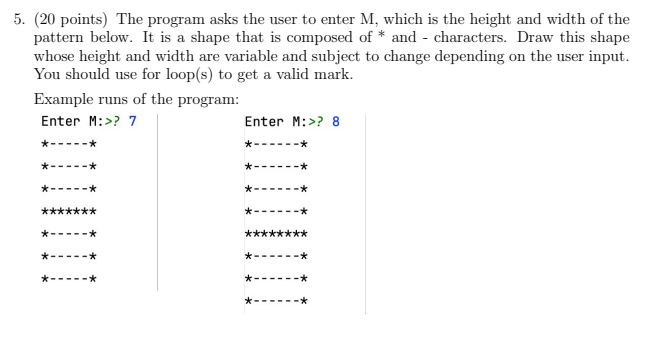 5. (20 points) The program asks the user to enter M, which is the height and width of the
pattern below. It is a shape that is composed of * and - characters. Draw this shape
whose height and width are variable and subject to change depending on the user input.
You should use for loop(s) to get a valid mark.
Example runs of the program:
Enter M:>? 7
*-----*
*-----*
*-----*
*******
*-----*
*-----*
*-----*
Enter M:>? 8
*------*
*------*
*------*
*------*
********
*------*
*------*
*------*